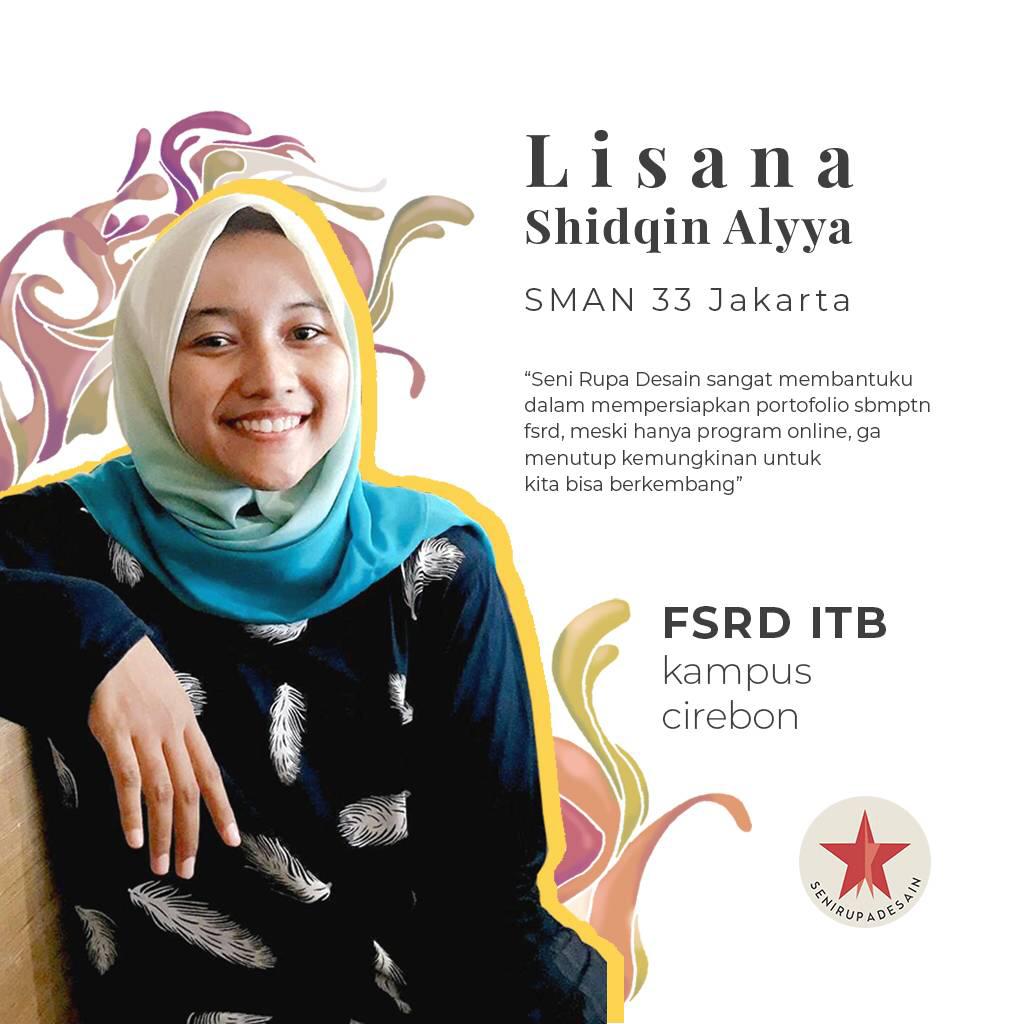 Lisana
Shidqin Alyya
SMAN 33 Jakarta
“Seni Rupa Desain sangat membantuku
dalam mempersiapkan portofolio sbmptn
fsrd, meski hanya program online, ga
menutup kemungkinan untuk
kita bisa berkembang”
FSRD ITB
kampus
cirebon
SENIRUPADESAIN